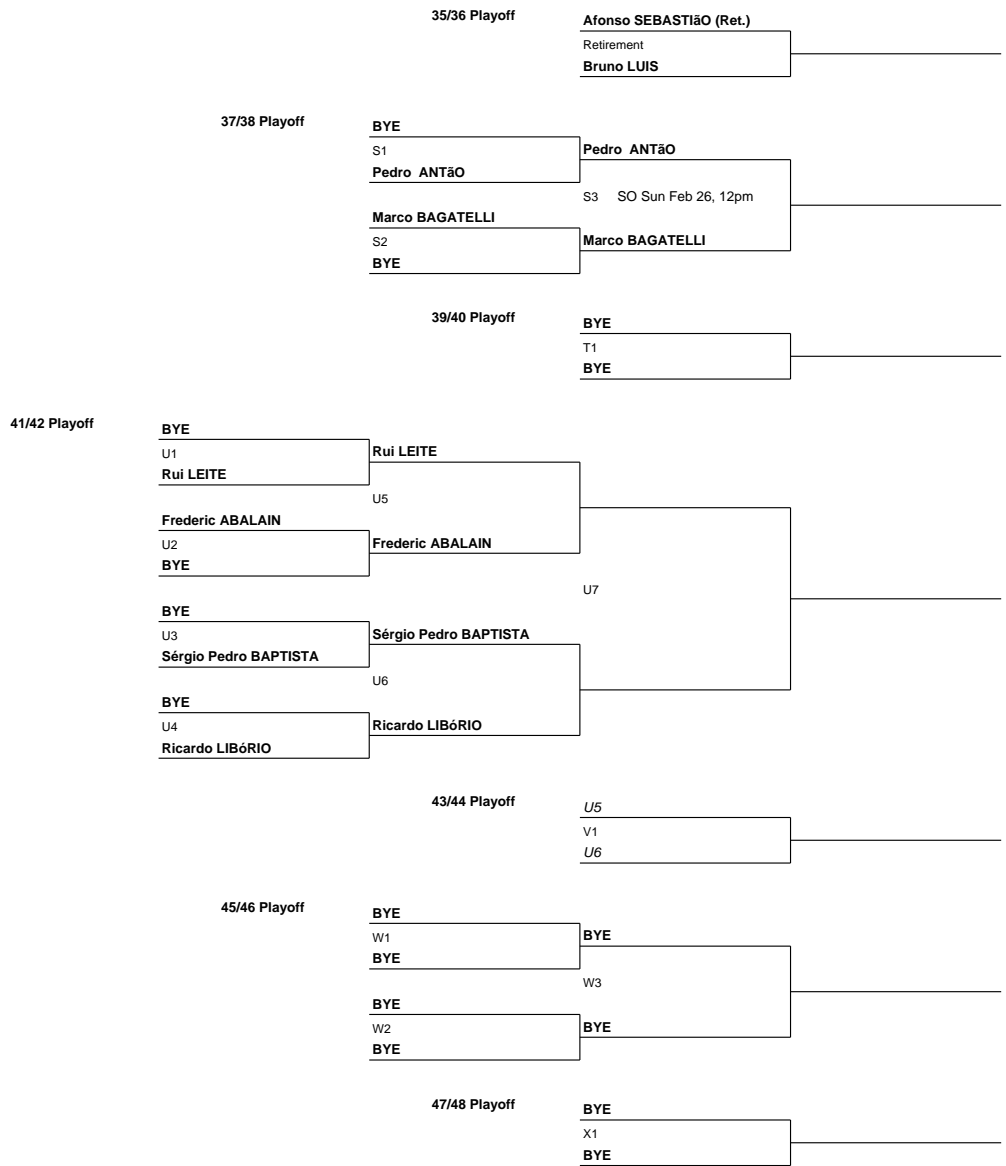 35/36 Playoff
Afonso SEBASTIãO (Ret.)
Retirement
Bruno LUIS
37/38 Playoff
BYE
S1
Pedro ANTãO
Pedro ANTãO
S3 SO Sun Feb 26, 12pm
Marco BAGATELLI
S2
BYE
Marco BAGATELLI
39/40 Playoff
BYE
T1
BYE
41/42 Playoff
BYE
U1
Rui LEITE
Rui LEITE
U5
Frederic ABALAIN
U2
BYE
Frederic ABALAIN
U7
BYE
U3
Sérgio Pedro BAPTISTA
Sérgio Pedro BAPTISTA
U6
BYE
U4
Ricardo LIBóRIO
Ricardo LIBóRIO
43/44 Playoff
U5
V1
U6
45/46 Playoff
BYE
W1
BYE
BYE
W3
BYE
W2
BYE
BYE
47/48 Playoff
BYE
X1
BYE